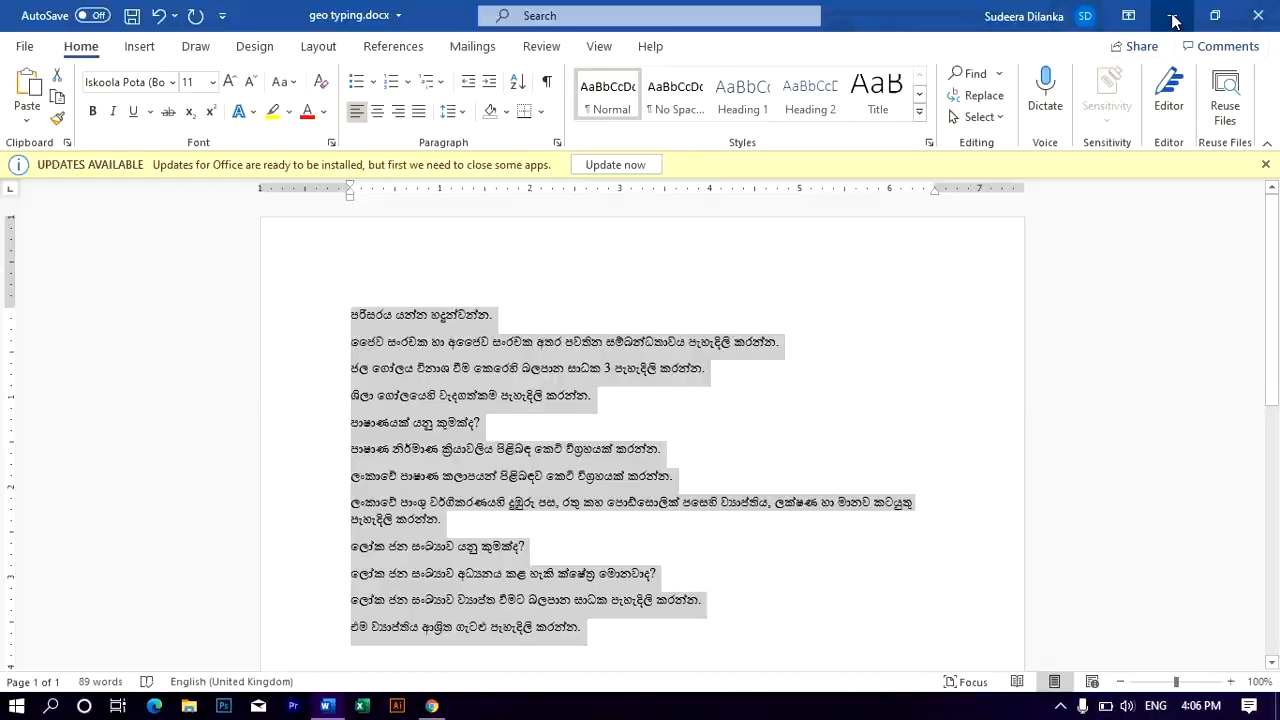 AutoSave Off geo typing.docx Search Sudeera Dilanka SD
File Home Insert Draw Design Layout References Mailings Review View Help Share Comments
Paste Iskoola Pota (Bo 11 AaBbCcDc AaBbCcDc AaBbCc AaBbCcC AaB Find Replace Select Dictate Sensitivity Editor Reuse Files
¶ Normal ¶ No Spac... Heading 1 Heading 2 Title
Clipboard Font Paragraph Styles Editing Voice Sensitivity Editor Reuse Files
UPDATES AVAILABLE Updates for Office are ready to be installed, but first we need to close some apps. Update now
පරිසරය යන්න හදුන්වන්න.
ජෛව සංරචක හා අජෛව සංරචක අතර පවතින සම්බන්ධතාවය පැහැදිලි කරන්න.
ජල ගෝලය විනාශ වීම කෙරෙහි බලපාන සාධක 3 පැහැදිලි කරන්න.
ශිලා ගෝලයෙහි වැදගත්කම පැහැදිලි කරන්න.
පාෂාණයක් යනු කුමක්ද?
පාෂාණ නිර්මාණ ක්‍රියාවලිය පිළිබඳ කෙටි විග්‍රහයක් කරන්න.
ලංකාවේ පාෂාණ කලාපයන් පිළිබඳව කෙටි විග්‍රහයක් කරන්න.
ලංකාවේ පාංශු වර්ගීකරණයහි දුඹුරු පස, රතු කහ පොඩ්සොලික් පසෙහි ව්‍යාප්තිය, ලක්ෂණ හා මානව කටයුතු
පැහැදිලි කරන්න.
ලෝක ජන සංඛ්‍යාව යනු කුමක්ද?
ලෝක ජන සංඛ්‍යාව අධ්‍යනය කළ හැකි ක්ෂේත්‍ර මොනවාද?
ලෝක ජන සංඛ්‍යාව ව්‍යාප්ත වීමට බලපාන සාධක පැහැදිලි කරන්න.
එම ව්‍යාප්තිය ආශ්‍රිත ගැටළු පැහැදිලි කරන්න.
Page 1 of 1 89 words English (United Kingdom) Focus 100%
ENG 4:06 PM